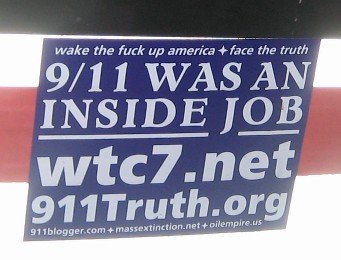 wake the fuck up america ✦ face the truth
9/11 WAS AN
INSIDE JOB
wtc7.net
911Truth.org
911blogger.com ✦ massextinction.net ✦ oilempire.us